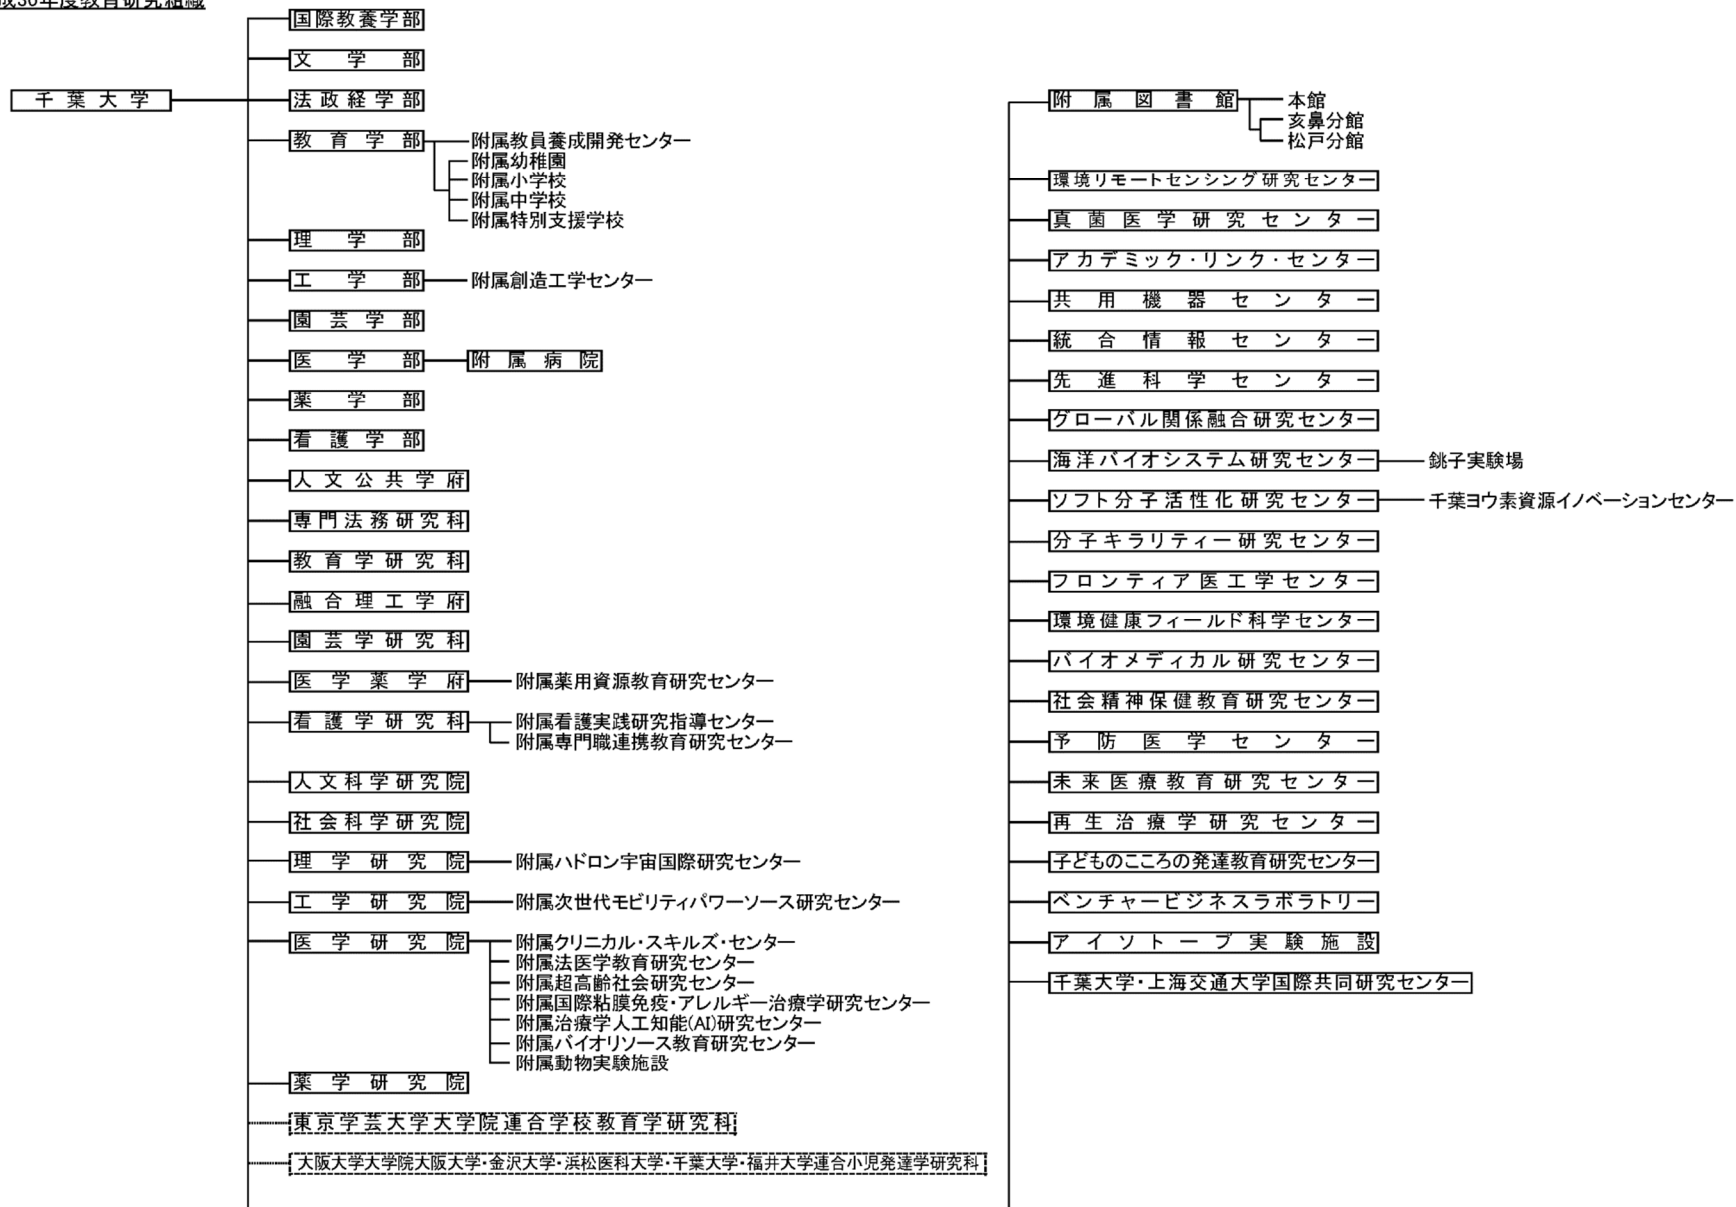 成30年度教育研究組織
千葉大学
国際教養学部
文学部
法政経学部
教育学部
附属教員養成開発センター
附属幼稚園
附属小学校
附属中学校
附属特別支援学校
理学部
工学部
附属創造工学センター
園芸学部
医学部
附属病院
薬学部
看護学部
人文公共学府
専門法務研究科
教育学研究科
融合理工学府
園芸学研究科
医学薬学府
附属薬用資源教育研究センター
看護学研究科
附属看護実践研究指導センター
附属専門職連携教育研究センター
人文科学研究院
社会科学研究院
理学研究院
附属ハドロン宇宙国際研究センター
工学研究院
附属次世代モビリティパワーソース研究センター
医学研究院
附属クリニカル・スキルズ・センター
附属法医学教育研究センター
附属超高齢社会研究センター
附属国際粘膜免疫・アレルギー治療学研究センター
附属治療学人工知能(AI)研究センター
附属バイオリソース教育研究センター
附属動物実験施設
薬学研究院
東京学芸大学大学院連合学校教育学研究科
大阪大学大学院大阪大学・金沢大学・浜松医科大学・千葉大学・福井大学連合小児発達学研究科
附属図書館
本館
亥鼻分館
松戸分館
環境リモートセンシング研究センター
真菌医学研究センター
アカデミック・リンク・センター
共用機器センター
統合情報センター
先進科学センター
グローバル関係融合研究センター
海洋バイオシステム研究センター
銚子実験場
ソフト分子活性化研究センター
千葉ヨウ素資源イノベーションセンター
分子キラリティー研究センター
フロンティア医工学センター
環境健康フィールド科学センター
バイオメディカル研究センター
社会精神保健教育研究センター
予防医学センター
未来医療教育研究センター
再生治療学研究センター
子どものこころの発達教育研究センター
ベンチャービジネスラボラトリー
アイソトープ実験施設
千葉大学・上海交通大学国際共同研究センター